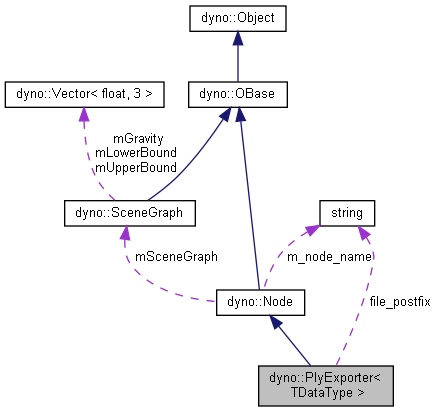 dyno::Object
dyno::Vector< float, 3 >
dyno::OBase
mGravity
mLowerBound
mUpperBound
dyno::SceneGraph
string
mSceneGraph
m_node_name
dyno::Node
file_postfix
dyno::PlyExporter<
TDataType >